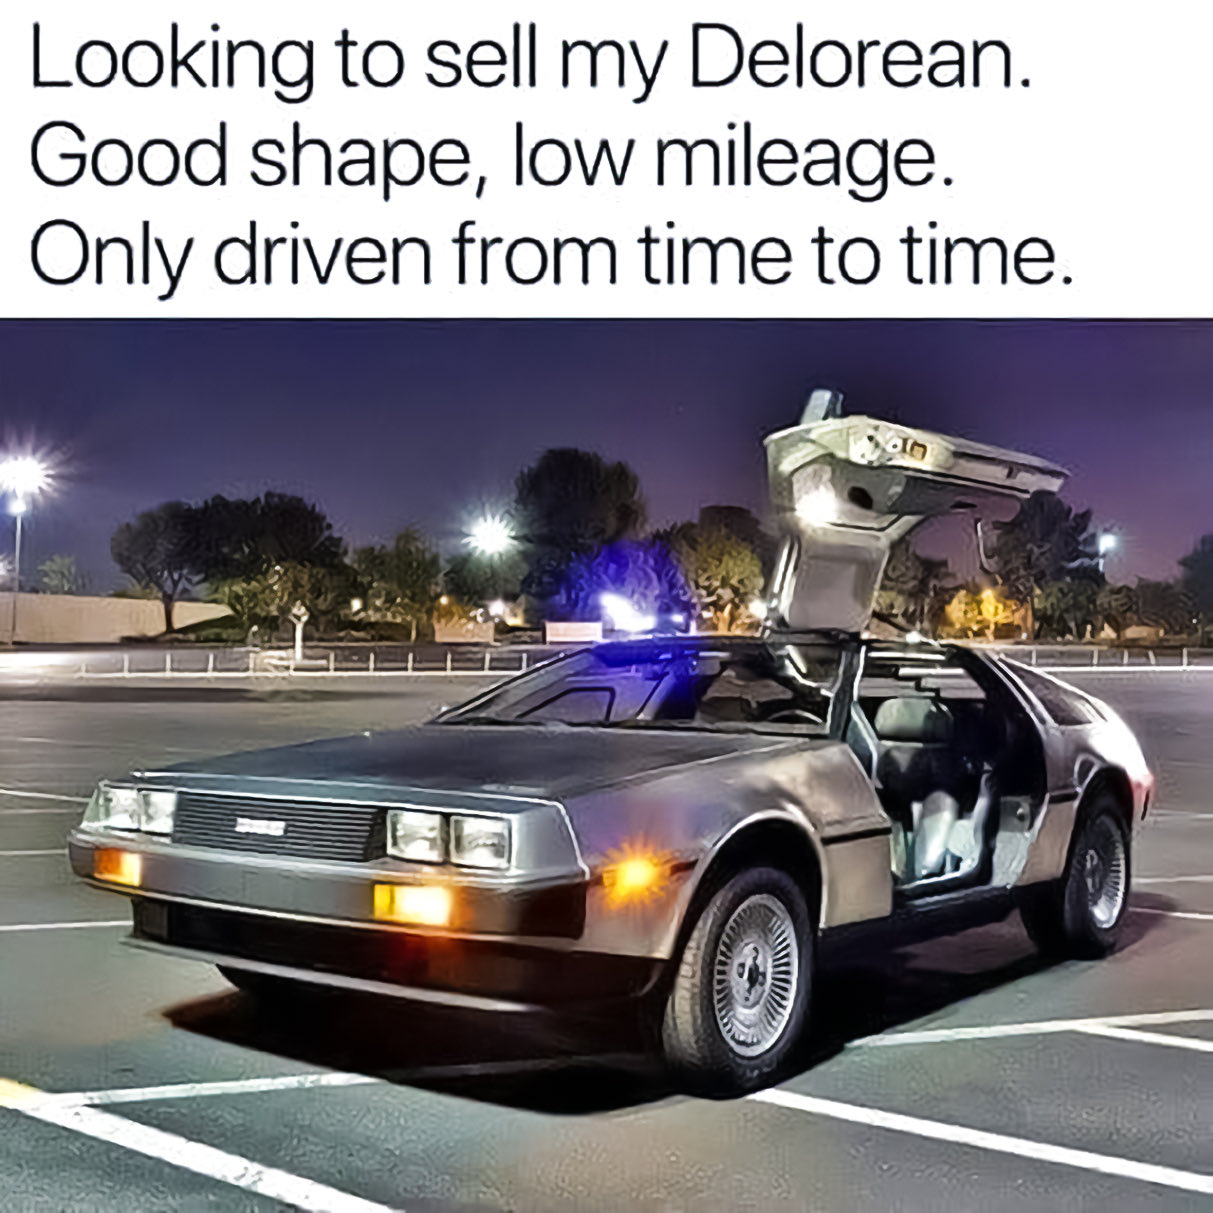 Looking to sell my Delorean.
Good shape, low mileage.
Only driven from time to time.